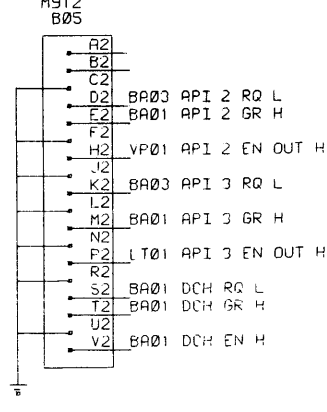 M912
B05
A2
B2
C2
D2 BA03 API 2 RQ L
E2 BA01 API 2 GR H
F2
H2 VP01 API 2 EN OUT H
J2
K2 BA03 API 3 RQ L
L2
M2 BA01 API 3 GR H
N2
P2 LT01 API 3 EN OUT H
R2
S2 BA01 DCH RQ L
T2 BA01 DCH GR H
U2
V2 BA01 DCH EN H